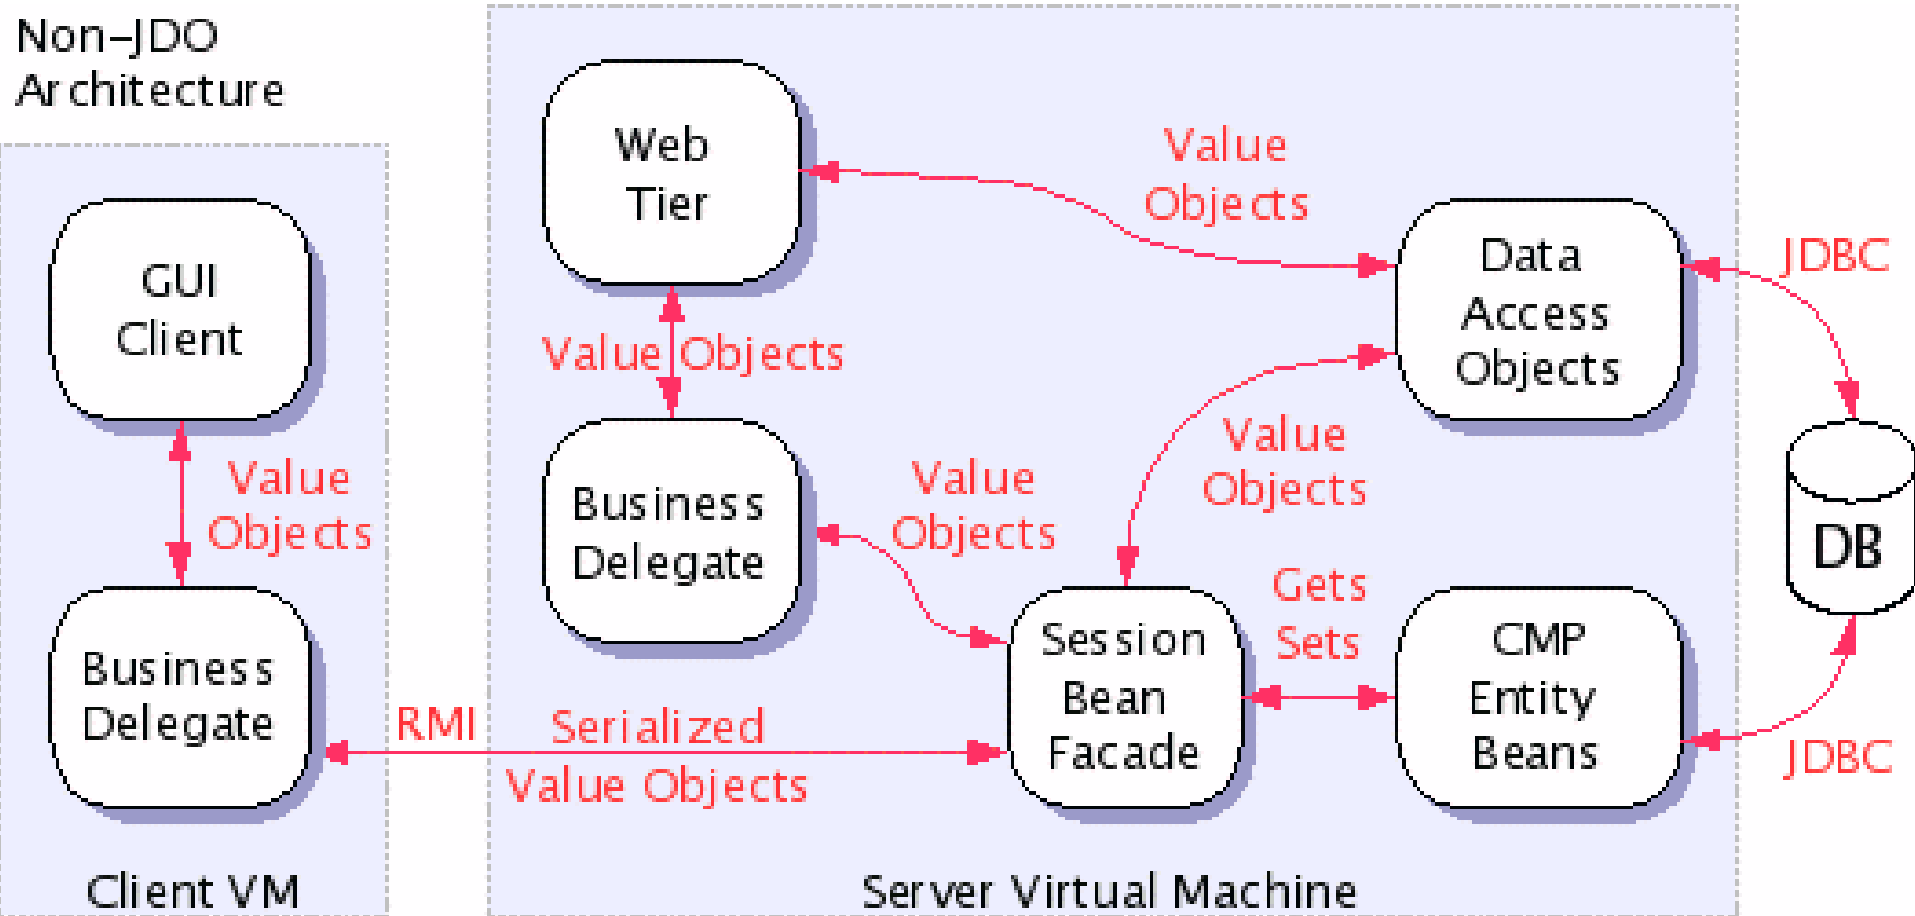 Non-JDO
Architecture
GUI
Client
Value
Objects
Business
Delegate
Client VM
RMI
Serialized
Value Objects
Web
Tier
Value Objects
Business
Delegate
Value
Objects
Value
Objects
Value
Objects
Session
Bean
Facade
Gets
Sets
Data
Access
Objects
CMP
Entity
Beans
JDBC
DB
JDBC
Server Virtual Machine